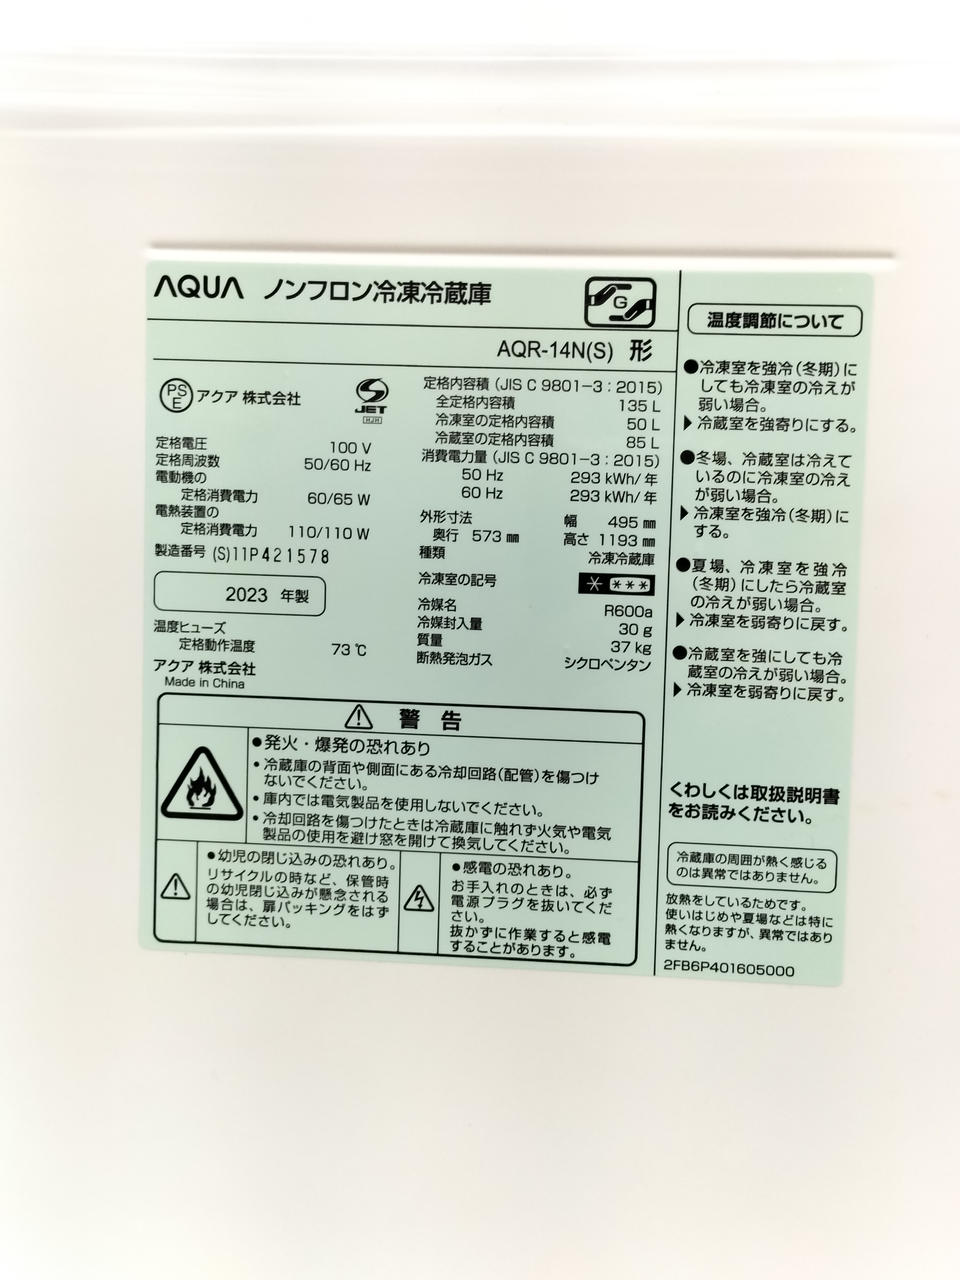 AQUA ノンフロン冷凍冷蔵庫
G
AQR-14N(S) 形
PSE アクア 株式会社
S JET
定格電圧 100 V
定格周波数 50/60 Hz
電動機の
定格消費電力 60/65 W
電熱装置の
定格消費電力 110/110 W
製造番号 (S)11P421578
2023 年製
温度ヒューズ
定格動作温度 73℃
アクア 株式会社
Made in China
定格内容積 (JIS C 9801-3:2015)
全定格内容積 135 L
冷凍室の定格内容積 50 L
冷蔵室の定格内容積 85 L
消費電力量 (JIS C 9801-3:2015)
50 Hz 293 kWh/年
60 Hz 293 kWh/年
外形寸法 幅 495 mm
奥行 573 mm 高さ 1193 mm
種類 冷凍冷蔵庫
冷凍室の記号 * ***
冷媒名 R600a
冷媒封入量 30 g
質量 37 kg
断熱発泡ガス シクロペンタン
⚠ 警告
●発火・爆発の恐れあり
・冷蔵庫の背面や側面にある冷却回路(配管)を傷つけ
ないでください。
・庫内では電気製品を使用しないでください。
・冷却回路を傷つけたときは冷蔵庫に触れず火気や電気
製品の使用を避け窓を開けて換気してください。
●幼児の閉じ込みの恐れあり。
リサイクルの時など、保管時
の幼児閉じ込みが懸念される
場合は、扉パッキングをはず
してください。
●感電の恐れあり。
お手入れのときは、必ず
電源プラグを抜いてくだ
さい。
抜かずに作業すると感電
することがあります。
温度調節について
●冷凍室を強冷(冬期)に
しても冷凍室の冷えが
弱い場合。
▶冷蔵室を強寄りにする。
●冬場、冷蔵室は冷えて
いるのに冷凍室の冷え
が弱い場合。
▶冷凍室を強冷(冬期)に
する。
●夏場、冷凍室を強冷
(冬期)にしたら冷蔵室
の冷えが弱い場合。
▶冷凍室を弱寄りに戻す。
●冷蔵室を強にしても冷
蔵室の冷えが弱い場合。
▶冷凍室を弱寄りに戻す。
くわしくは取扱説明書
をお読みください。
冷蔵庫の周囲が熱く感じる
のは異常ではありません。
放熱をしているためです。
使いはじめや夏場などは特に
熱くなりますが、異常ではあり
ません。
2FB6P401605000